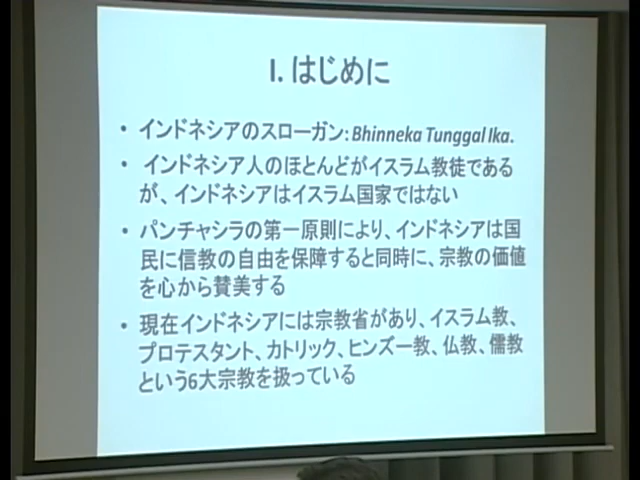 I. はじめに
• インドネシアのスローガン: Bhinneka Tunggal Ika.
• インドネシア人のほとんどがイスラム教徒である
が、インドネシアはイスラム国家ではない
• パンチャシラの第一原則により、インドネシアは国
民に信教の自由を保障すると同時に、宗教の価値
を心から賛美する
• 現在インドネシアには宗教省があり、イスラム教、
プロテスタント、カトリック、ヒンズー教、仏教、儒教
という6大宗教を扱っている